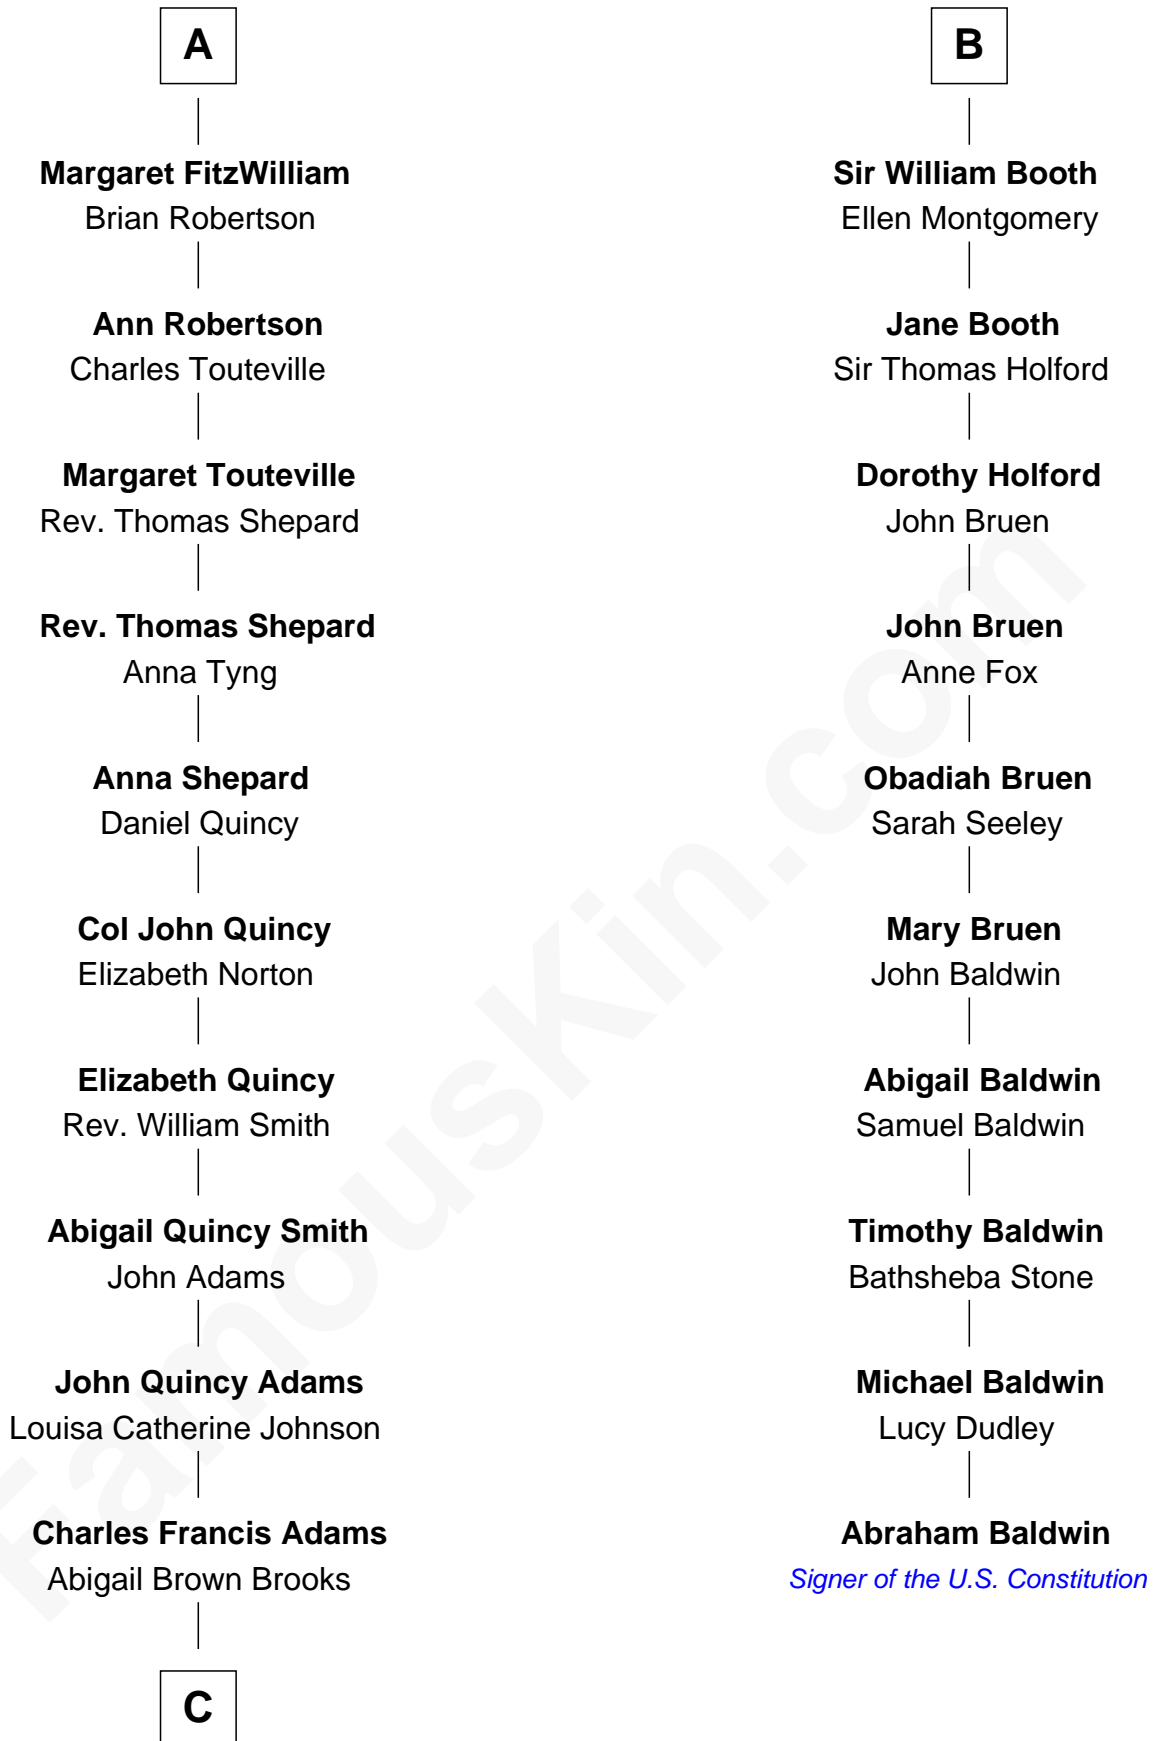 A
Margaret FitzWilliam
Brian Robertson
Ann Robertson
Charles Touteville
Margaret Touteville
Rev. Thomas Shepard
Rev. Thomas Shepard
Anna Tyng
Anna Shepard
Daniel Quincy
Col John Quincy
Elizabeth Norton
Elizabeth Quincy
Rev. William Smith
Abigail Quincy Smith
John Adams
John Quincy Adams
Louisa Catherine Johnson
Charles Francis Adams
Abigail Brown Brooks
C
B
Sir William Booth
Ellen Montgomery
Jane Booth
Sir Thomas Holford
Dorothy Holford
John Bruen
John Bruen
Anne Fox
Obadiah Bruen
Sarah Seeley
Mary Bruen
John Baldwin
Abigail Baldwin
Samuel Baldwin
Timothy Baldwin
Bathsheba Stone
Michael Baldwin
Lucy Dudley
Abraham Baldwin
Signer of the U.S. Constitution
FamousKin.com